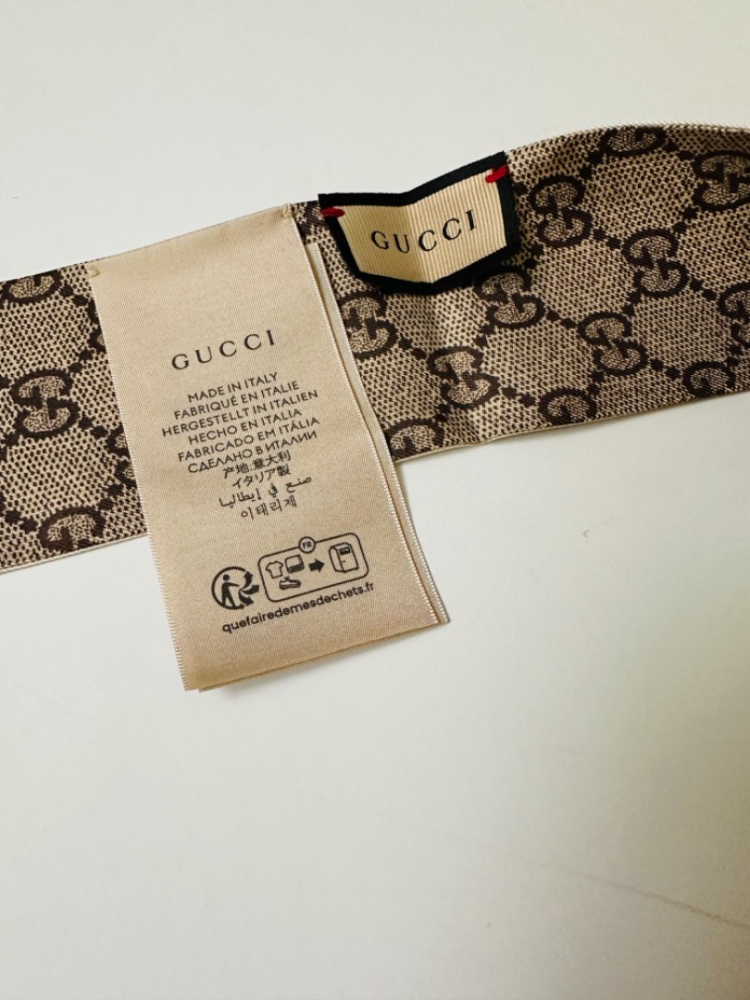 GUCCI
GUCCI
MADE IN ITALY
FABRIQUÉ EN ITALIE
HERGESTELLT IN ITALIEN
HECHO EN ITALIA
FABRICADO EM ITÁLIA
СДЕЛАНО В ИТАЛИИ
产地:意大利
イタリア製
صنع في إيطاليا
이태리제
FR
quefairedemesdechets.fr